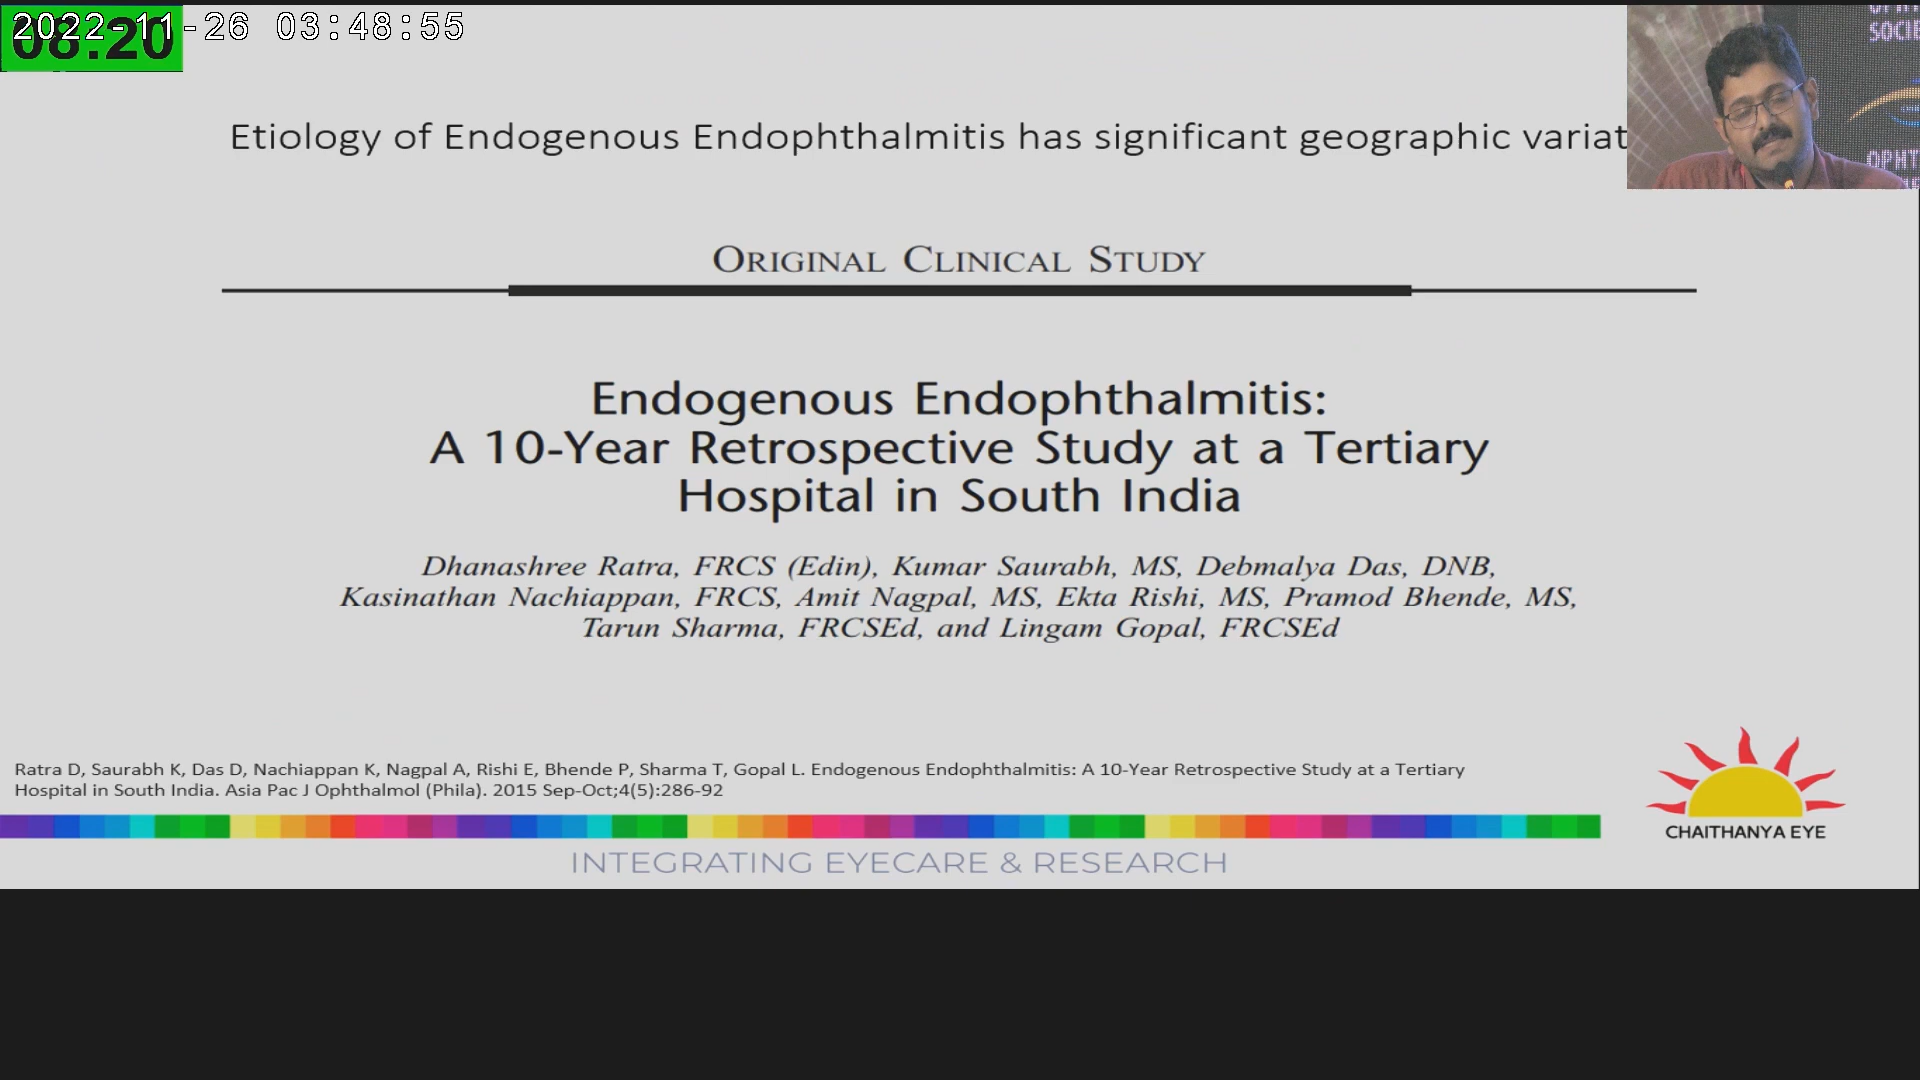 2022-11-26 03:48:55
08:20
OPHT
SOCIE
OPHT
Etiology of Endogenous Endophthalmitis has significant geographic variat
ORIGINAL CLINICAL STUDY
Endogenous Endophthalmitis:
A 10-Year Retrospective Study at a Tertiary
Hospital in South India
Dhanashree Ratra, FRCS (Edin), Kumar Saurabh, MS, Debmalya Das, DNB,
Kasinathan Nachiappan, FRCS, Amit Nagpal, MS, Ekta Rishi, MS, Pramod Bhende, MS,
Tarun Sharma, FRCSEd, and Lingam Gopal, FRCSEd
Ratra D, Saurabh K, Das D, Nachiappan K, Nagpal A, Rishi E, Bhende P, Sharma T, Gopal L. Endogenous Endophthalmitis: A 10-Year Retrospective Study at a Tertiary
Hospital in South India. Asia Pac J Ophthalmol (Phila). 2015 Sep-Oct;4(5):286-92
CHAITHANYA EYE
INTEGRATING EYECARE & RESEARCH